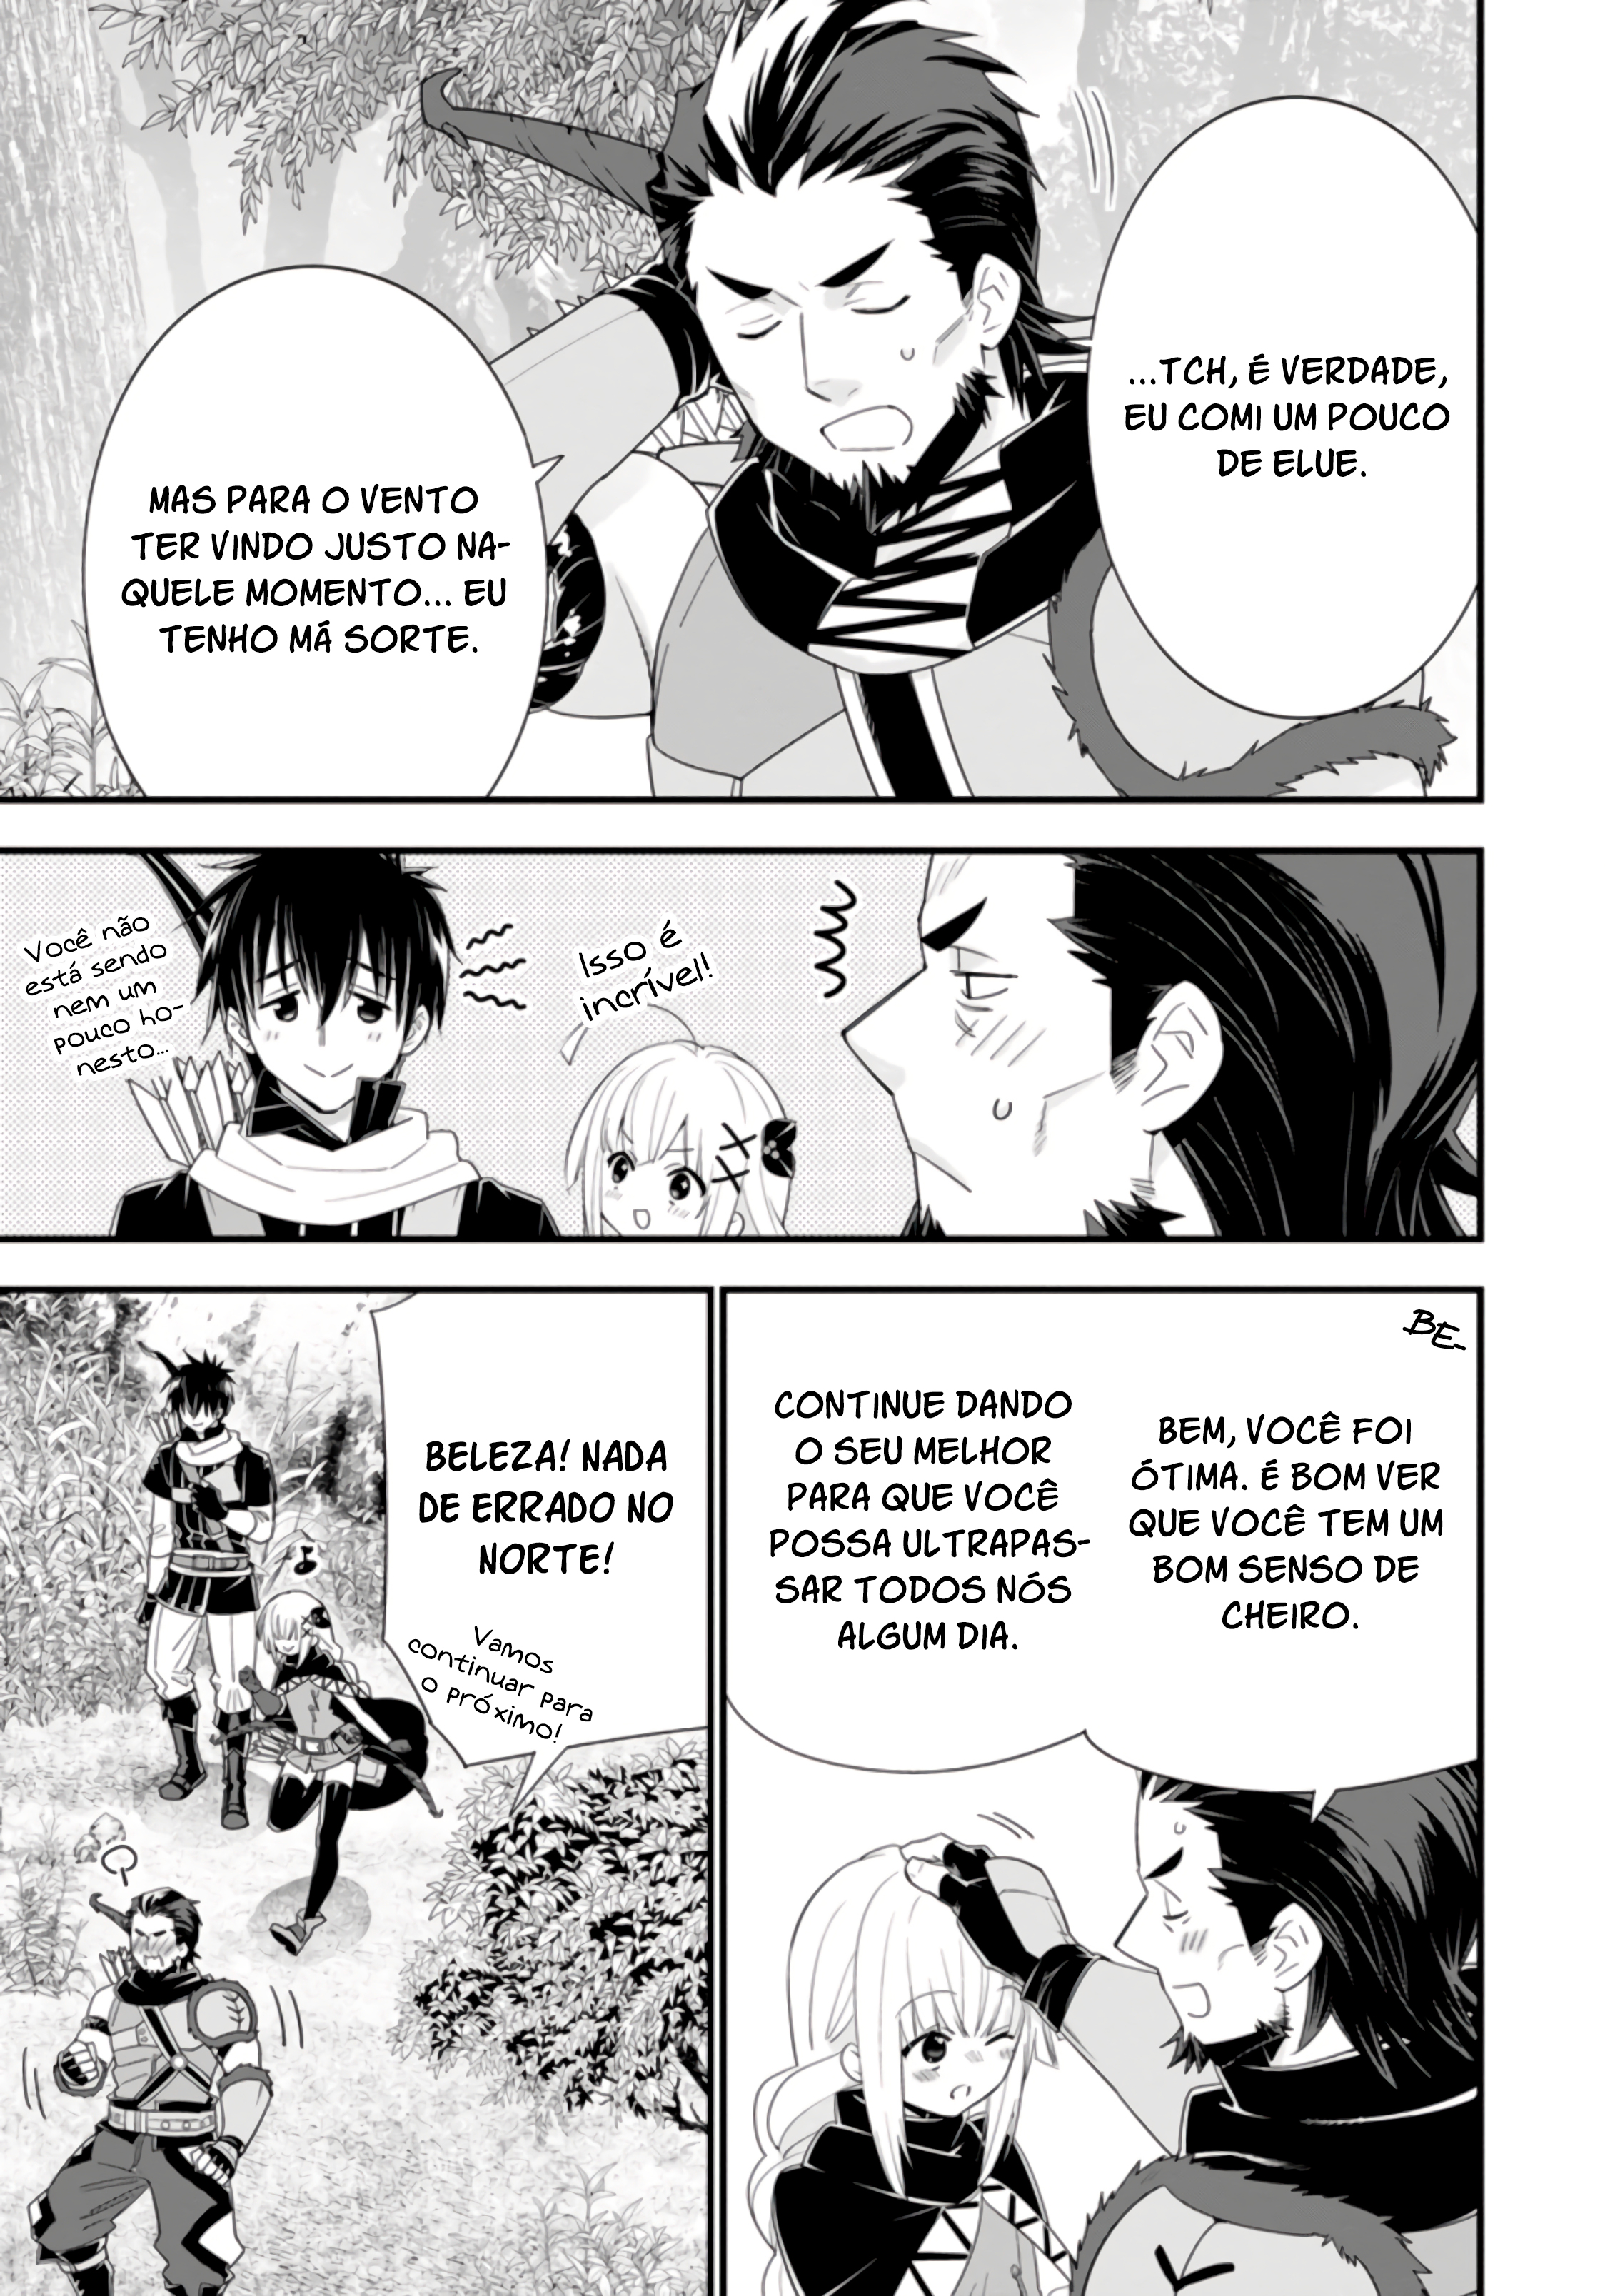 ...TCH, É VERDADE,
EU COMI UM POUCO
DE ELUE.
MAS PARA O VENTO
TER VINDO JUSTO NA-
QUELE MOMENTO... EU
TENHO MÁ SORTE.
Isso é
incrível!
Você não
está sendo
nem um
pouco ho-
nesto...
BE-
BEM, VOCÊ FOI
ÓTIMA. É BOM VER
QUE VOCÊ TEM UM
BOM SENSO DE
CHEIRO.
CONTINUE DANDO
O SEU MELHOR
PARA QUE VOCÊ
POSSA ULTRAPAS-
SAR TODOS NÓS
ALGUM DIA.
BELEZA! NADA
DE ERRADO NO
NORTE!
Vamos
continuar para
o próximo!